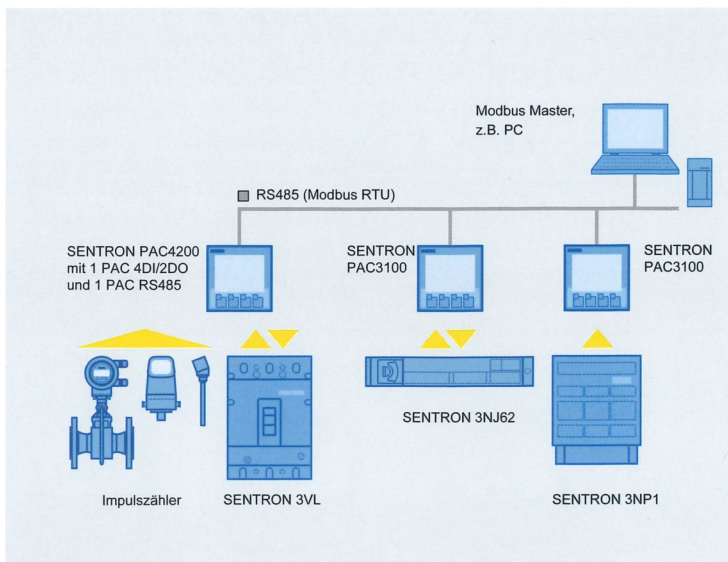 Modbus Master,
z.B. PC
RS485 (Modbus RTU)
SENTRON PAC4200
mit 1 PAC 4DI/2DO
und 1 PAC RS485
SENTRON
PAC3100
SENTRON
PAC3100
SENTRON 3NJ62
Impulszähler
SENTRON 3VL
SENTRON 3NP1